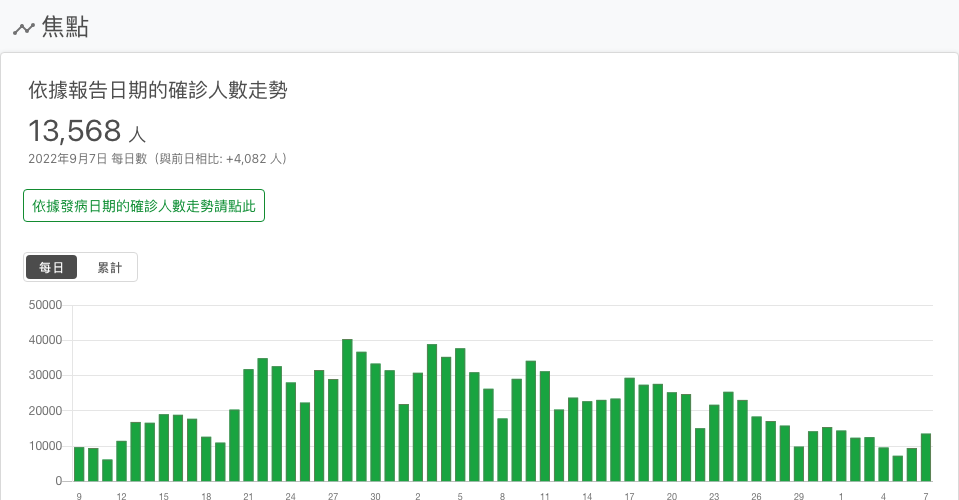 焦點
依據報告日期的確診人數走勢
13,568 人
2022年9月7日 每日數（與前日相比: +4,082 人）
依據發病日期的確診人數走勢請點此
每日 累計
50000
40000
30000
20000
10000
0
9 12 15 18 21 24 27 30 2 5 8 11 14 17 20 23 26 29 1 4 7